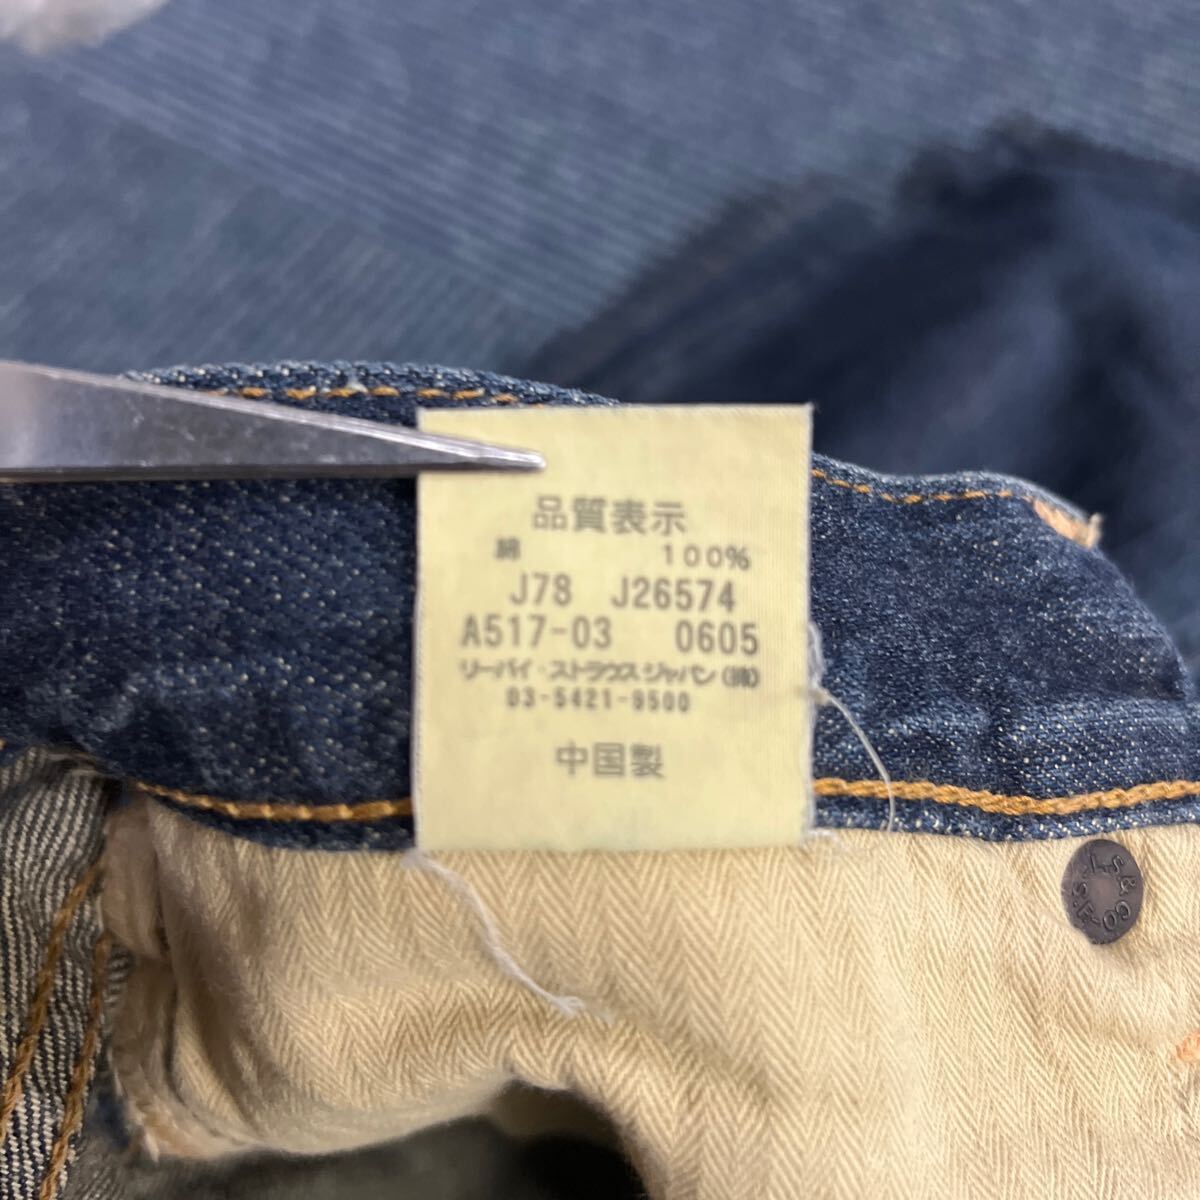 品質表示
綿 100%
J78 J26574
A517-03 0605
リーバイ・ストラウスジャパン(株)
03-5421-9500
中国製
L.S.&CO-S.F.